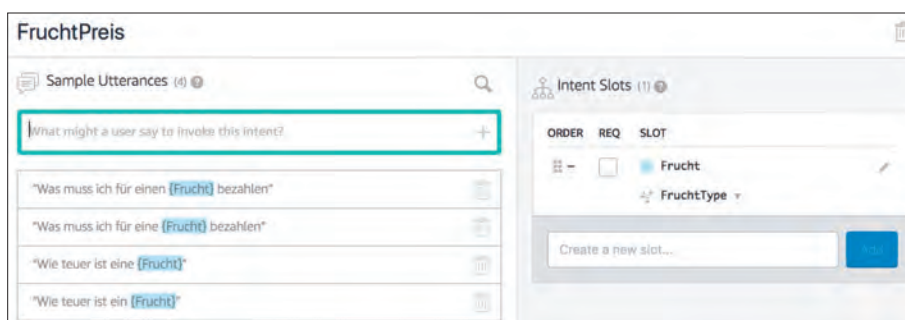 FruchtPreis
Sample Utterances (4)
What might a user say to invoke this intent?
"Was muss ich für einen {Frucht} bezahlen"
"Was muss ich für eine {Frucht} bezahlen"
"Wie teuer ist eine {Frucht}"
"Wie teuer ist ein {Frucht}"
Intent Slots (1)
ORDER REQ SLOT
Frucht
FruchtType
Create a new slot...
Add